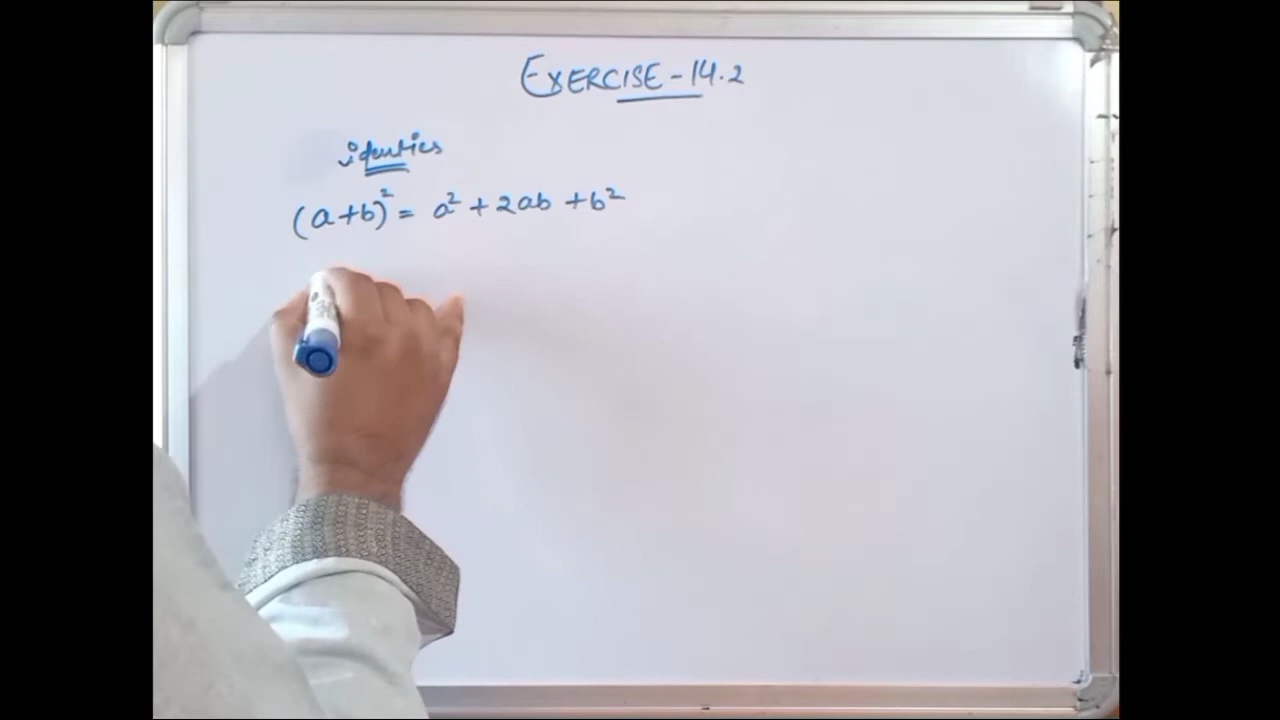 EXERCISE-14.2
identies
(a+b)² = a² + 2ab + b²